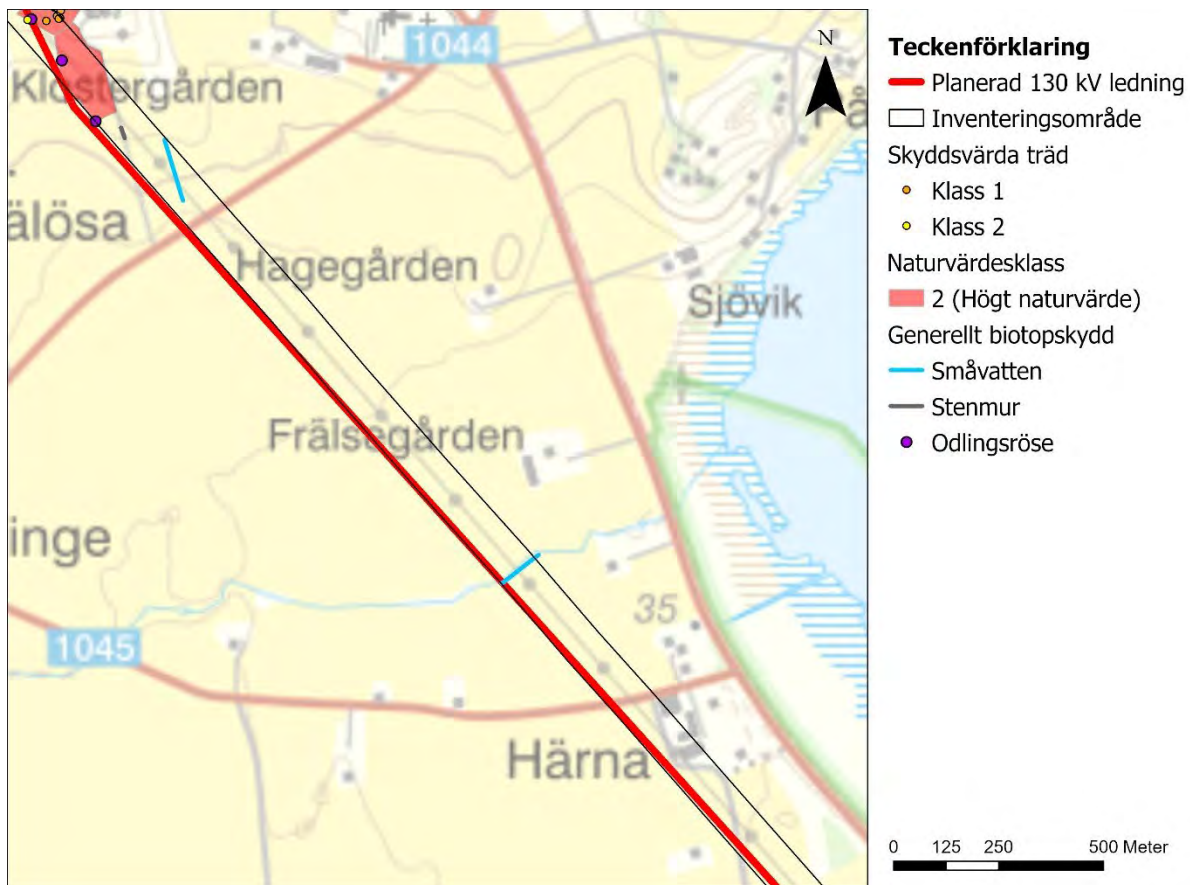 1044
N
Klostergården
älösa
Hagegården
Sjövik
Frälsegården
inge
35
1045
Härna
Teckenförklaring
Planerad 130 kV ledning
Inventeringsområde
Skyddsvärda träd
Klass 1
Klass 2
Naturvärdesklass
2 (Högt naturvärde)
Generellt biotopskydd
Småvatten
Stenmur
Odlingsröse
0 125 250 500 Meter